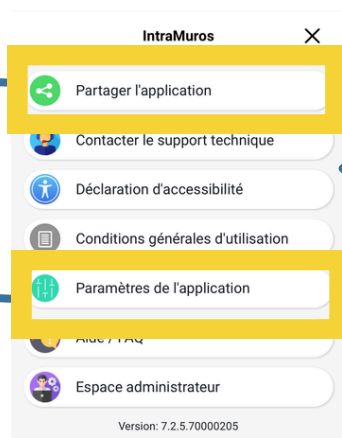 IntraMuros
Partager l'application
Contacter le support technique
Déclaration d'accessibilité
Conditions générales d'utilisation
Paramètres de l'application
Aide / FAQ
Espace administrateur
Version: 7.2.5.70000205